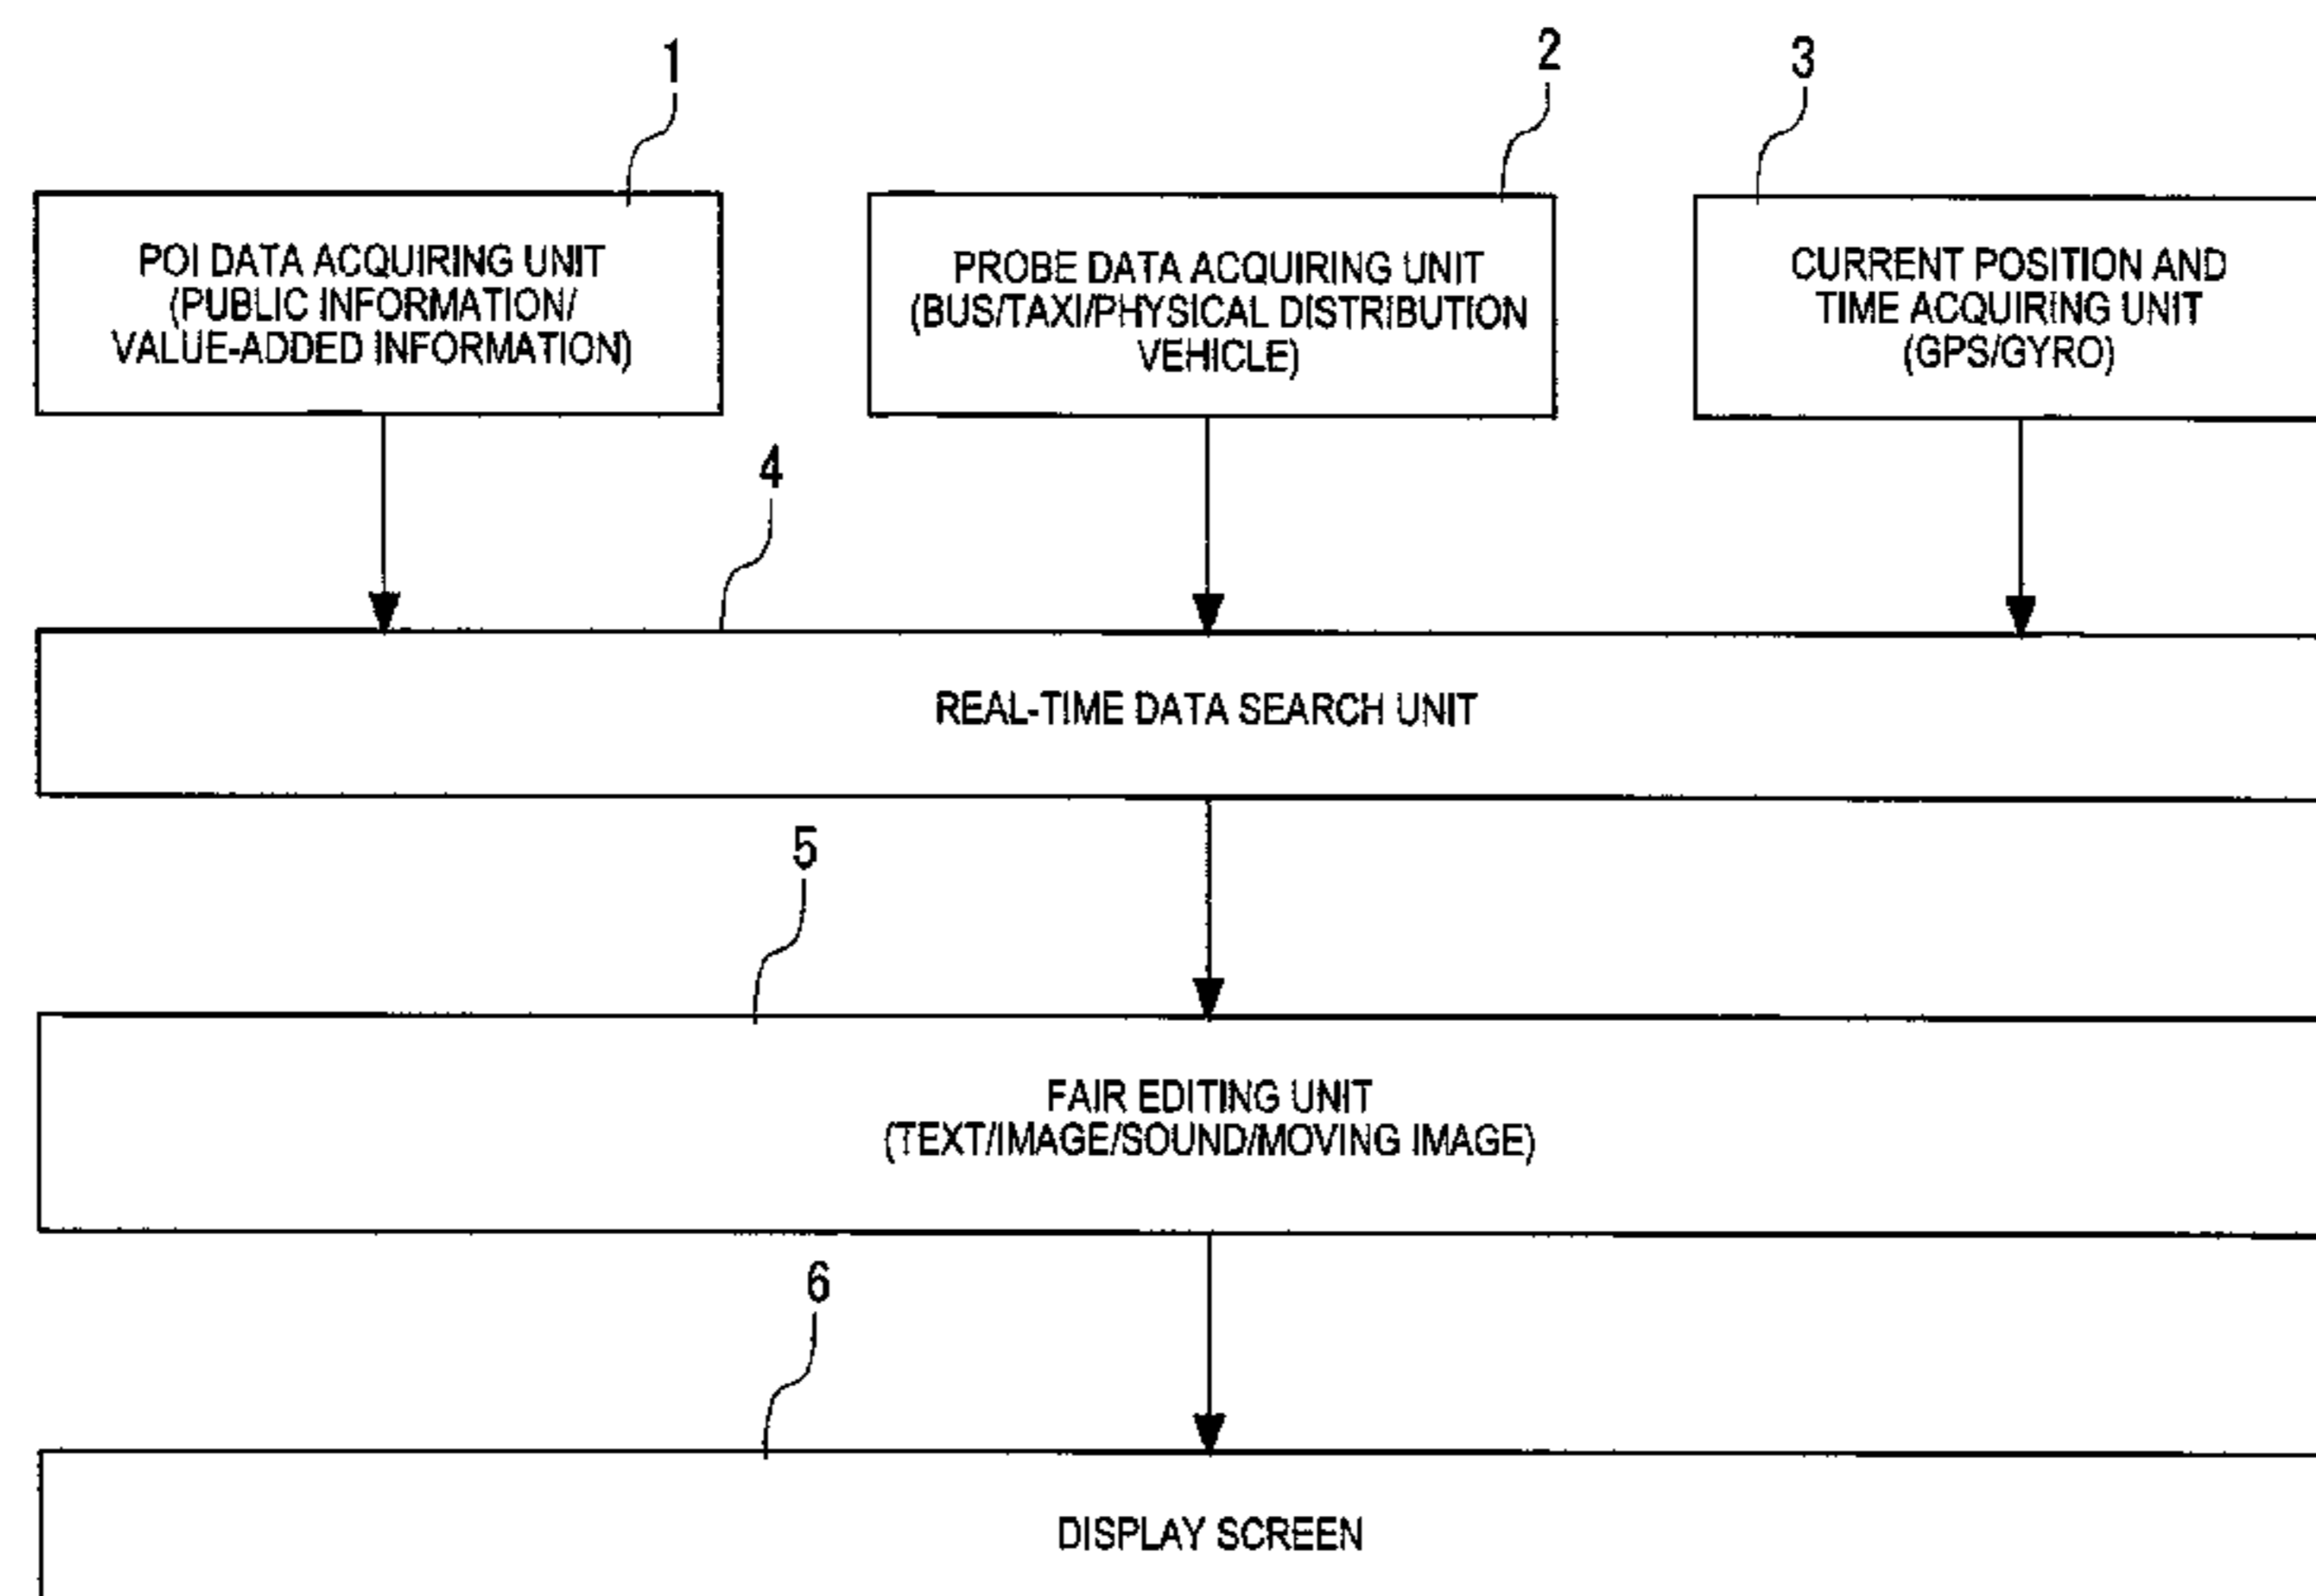 1
2
3
POI DATA ACQUIRING UNIT
(PUBLIC INFORMATION/
VALUE-ADDED INFORMATION)
PROBE DATA ACQUIRING UNIT
(BUS/TAXI/PHYSICAL DISTRIBUTION
VEHICLE)
CURRENT POSITION AND
TIME ACQUIRING UNIT
(GPS/GYRO)
4
REAL-TIME DATA SEARCH UNIT
5
FAIR EDITING UNIT
(TEXT/IMAGE/SOUND/MOVING IMAGE)
6
DISPLAY SCREEN